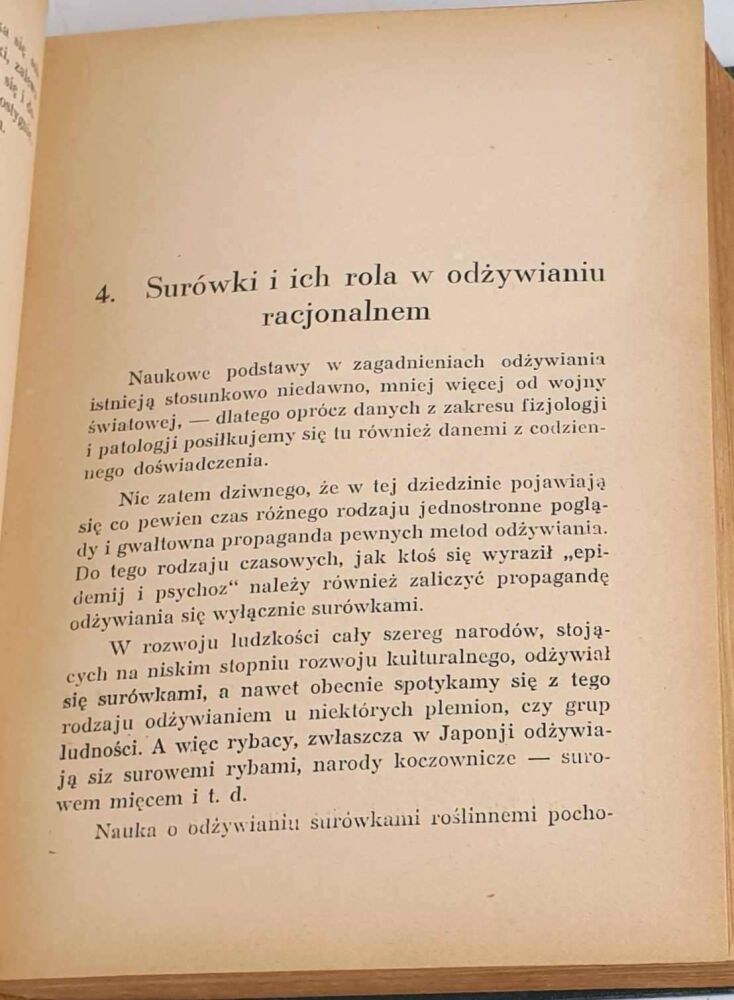 4. Surówki i ich rola w odżywianiu
racjonalnem
Naukowe podstawy w zagadnieniach odżywiania
istnieją stosunkowo niedawno, mniej więcej od wojny
światowej, — dlatego oprócz danych z zakresu fizjologji
i patologji posiłkujemy się tu również danemi z codzien-
nego doświadczenia.
Nic zatem dziwnego, że w tej dziedzinie pojawiają
się co pewien czas różnego rodzaju jednostronne poglą-
dy i gwałtowna propaganda pewnych metod odżywiania.
Do tego rodzaju czasowych, jak ktoś się wyraził „epi-
demij i psychoz“ należy również zaliczyć propagandę
odżywiania się wyłącznie surówkami.
W rozwoju ludzkości cały szereg narodów, stoją-
cych na niskim stopniu rozwoju kulturalnego, odżywiał
się surówkami, a nawet obecnie spotykamy się z tego
rodzaju odżywianiem u niektórych plemion, czy grup
ludności. A więc rybacy, zwłaszcza w Japonji odżywia-
ją siz surowemi rybami, narody koczownicze — suro-
wem mięcem i t. d.
Nauka o odżywianiu surówkami roślinnemi pocho-